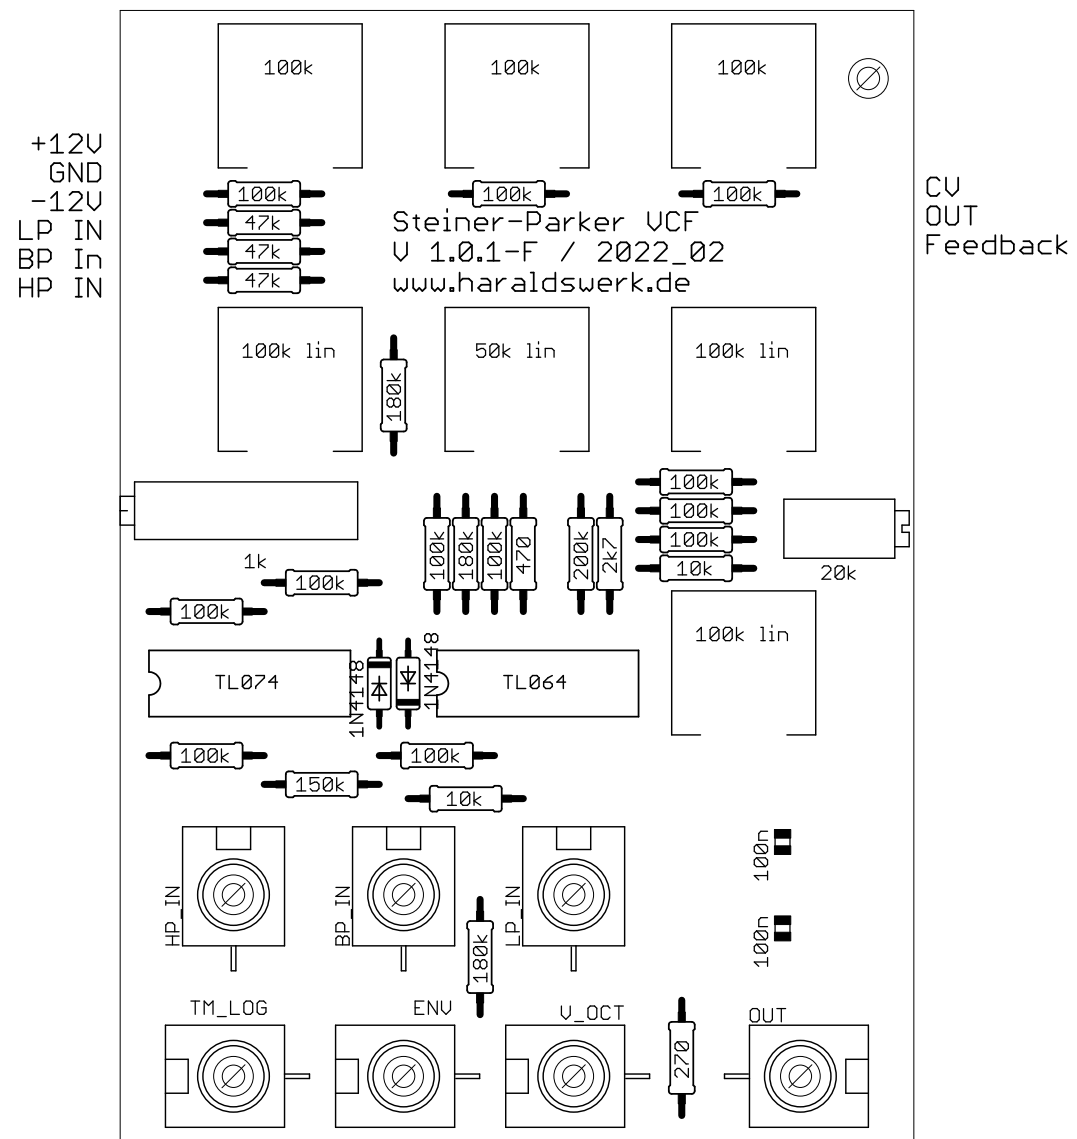 100k
100k
100k
+12V
GND
-12V
LP IN
BP In
HP IN
CV
OUT
Feedback
100k
100k
100k
47k
47k
47k
Steiner-Parker VCF
V 1.0.1-F / 2022_02
www.haraldswerk.de
100k lin
50k lin
100k lin
180k
100k
100k
100k
10k
100k
180k
100k
470
200k
2k7
1k
20k
100k
100k
100k lin
TL074
1N4148
1N4148
TL064
100k
100k
150k
10k
100n
HP_IN
BP_IN
LP_IN
100n
180k
TM_LOG
ENV
V_OCT
OUT
270